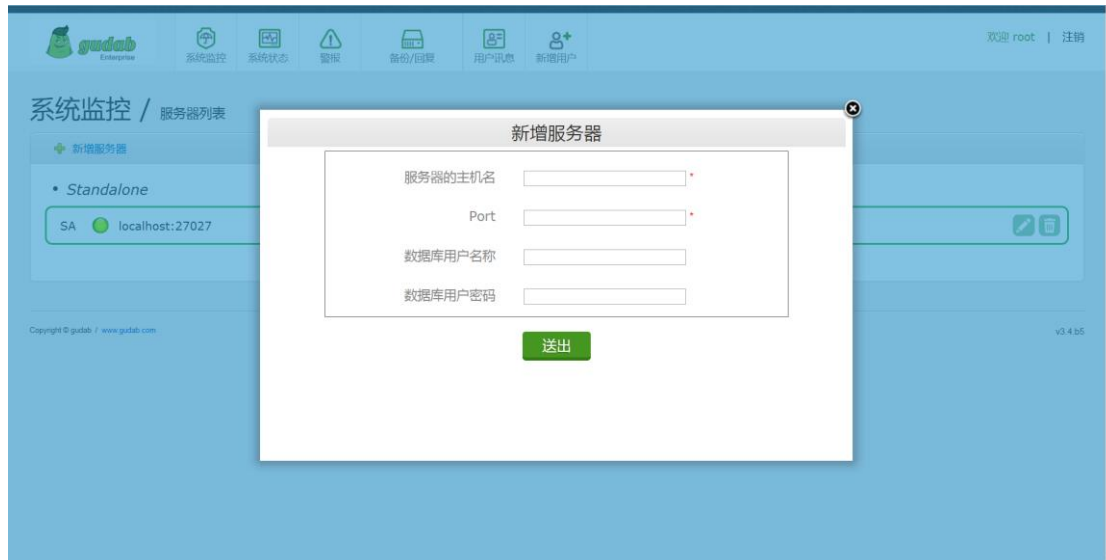 gudab
Enterprise
系统监控
系统状态
警报
备份/回复
用户讯息
新增用户
欢迎 root | 注销
系统监控 / 服务器列表
新增服务器
• Standalone
SA localhost:27027
新增服务器
服务器的主机名 *
Port *
数据库用户名称
数据库用户密码
送出
Copyright © gudab / www.gudab.com
v3.4.b5